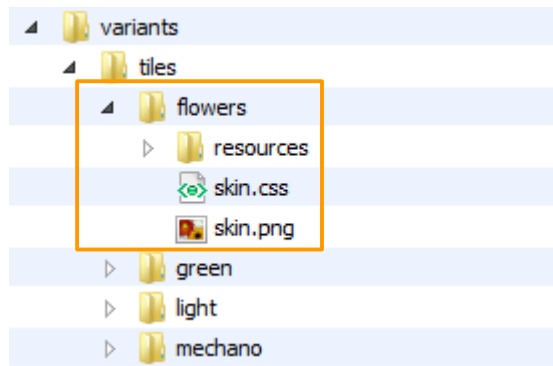 variants
tiles
flowers
resources
skin.css
skin.png
green
light
mechano